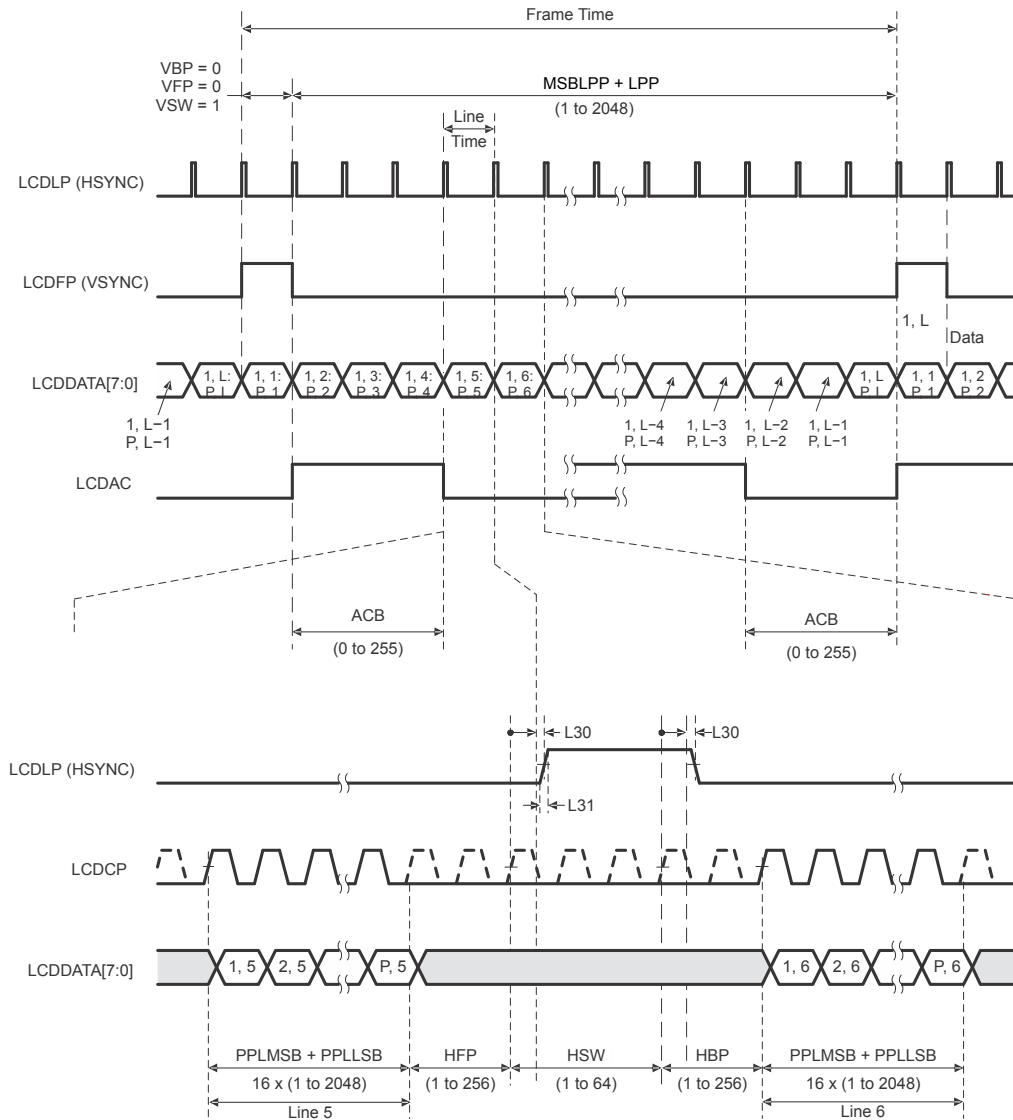 Frame Time
VBP = 0
VFP = 0
VSW = 1
MSBLPP + LPP
(1 to 2048)
Line
Time
LCDLP (HSYNC)
LCDFP (VSYNC)
1, L
Data
LCDDATA[7:0]
1, L:
P, L
1, 1:
P, 1
1, 2:
P, 2
1, 3:
P, 3
1, 4:
P, 4
1, 5:
P, 5
1, 6:
P, 6
1, L
P, L
1, 1
P, 1
1, 2
P, 2
1, L−1
P, L−1
1, L−4
P, L−4
1, L−3
P, L−3
1, L−2
P, L−2
1, L−1
P, L−1
LCDAC
ACB
(0 to 255)
ACB
(0 to 255)
L30
L30
LCDLP (HSYNC)
L31
LCDCP
LCDDATA[7:0]
1, 5
2, 5
P, 5
1, 6
2, 6
P, 6
PPLMSB + PPLLSB
16 x (1 to 2048)
Line 5
HFP
(1 to 256)
HSW
(1 to 64)
HBP
(1 to 256)
PPLMSB + PPLLSB
16 x (1 to 2048)
Line 6